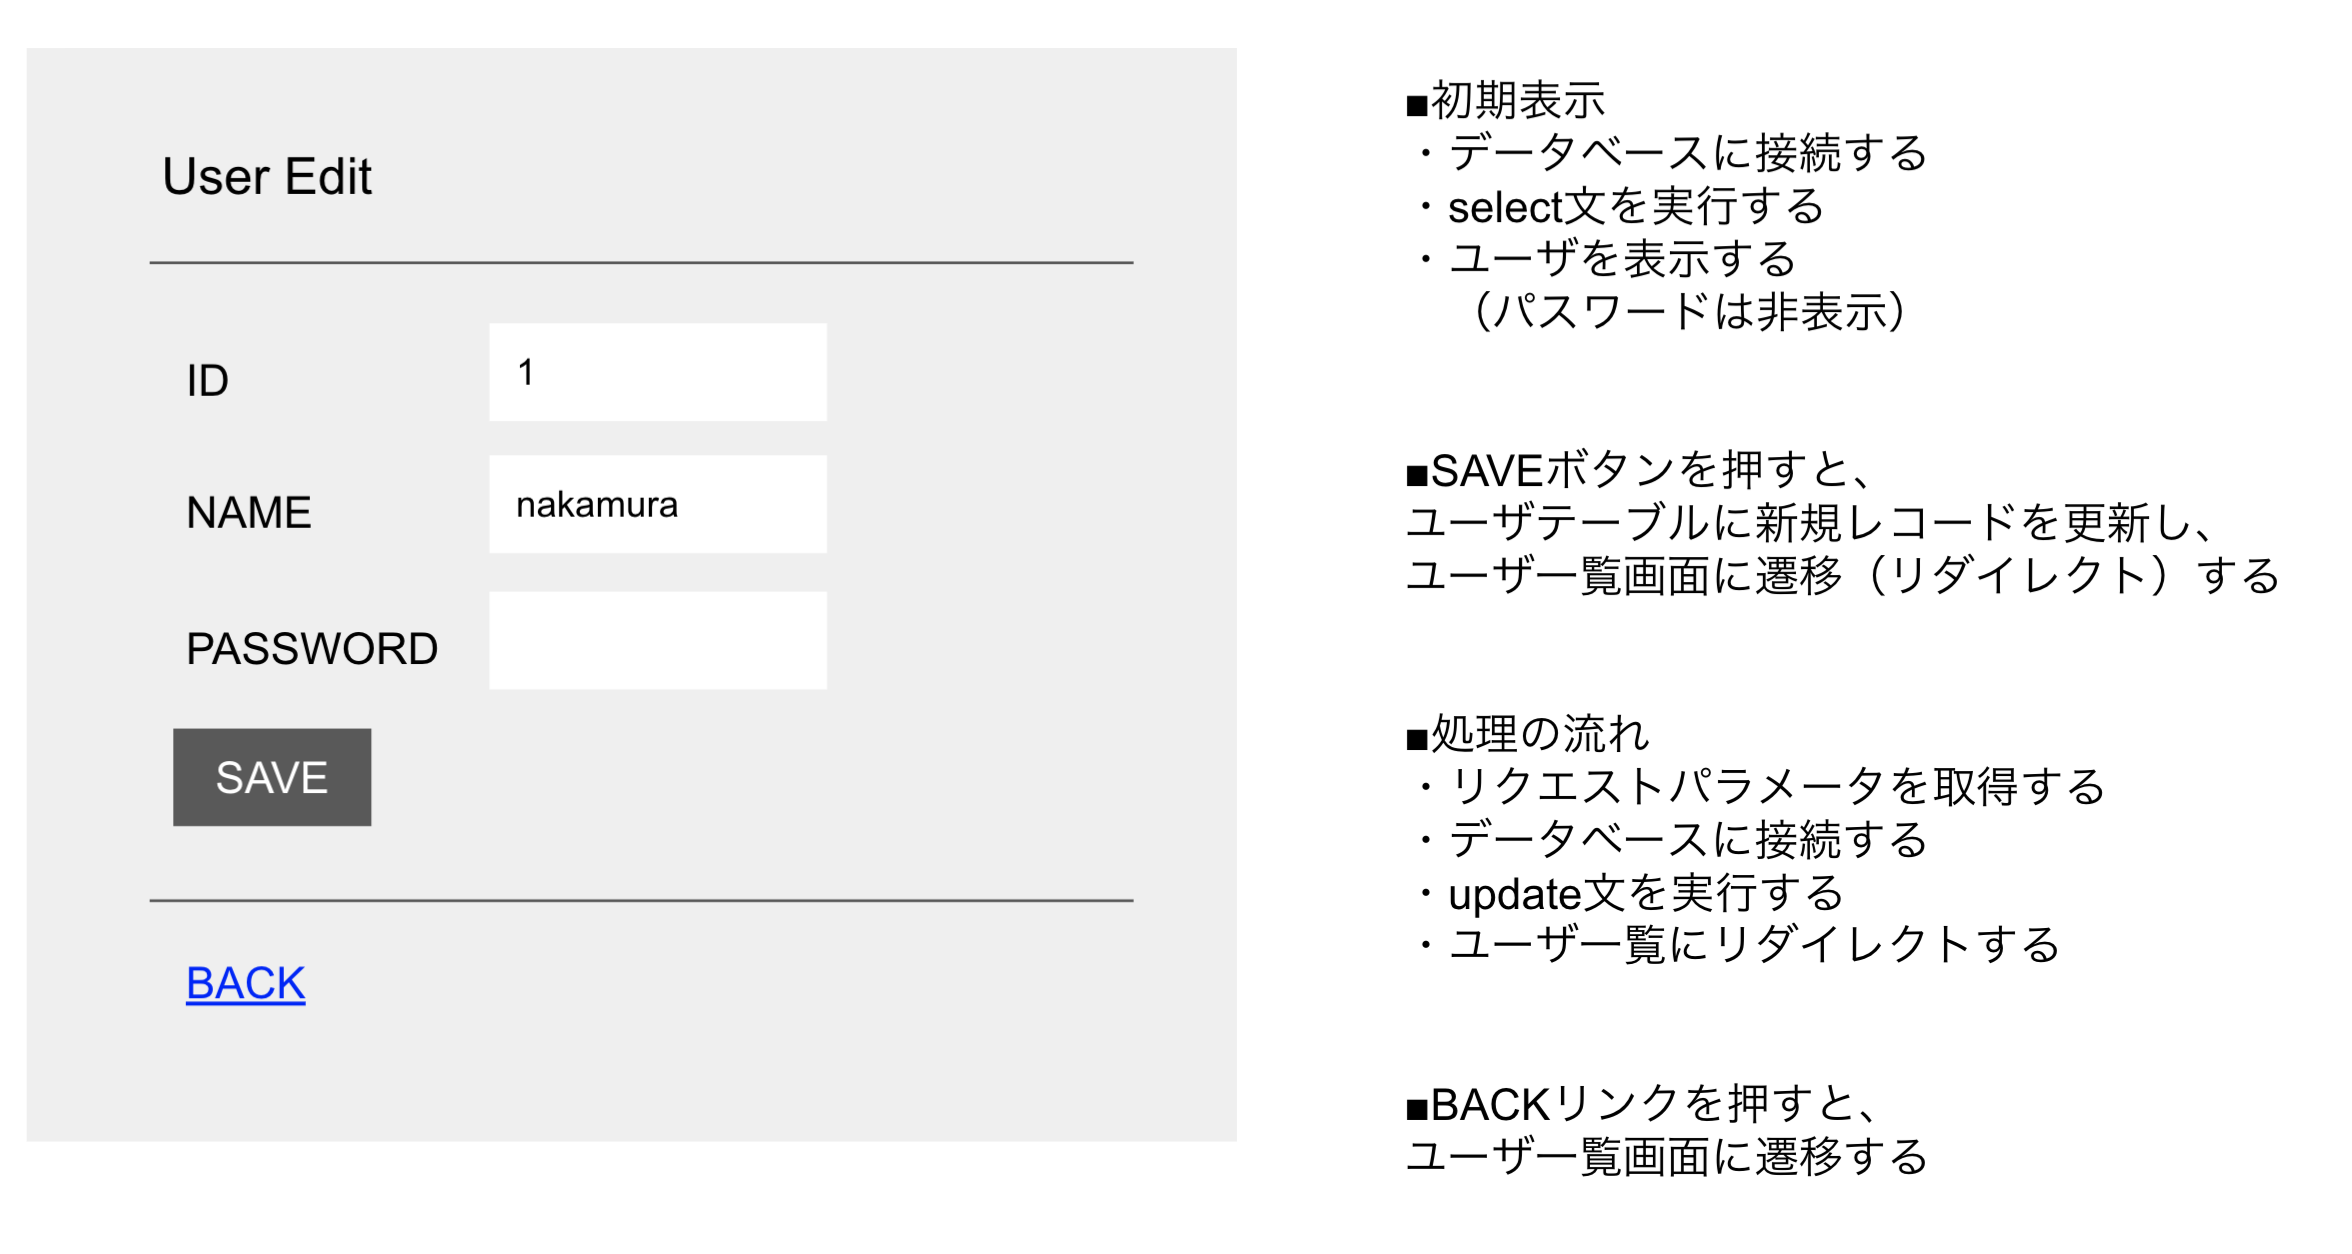 User Edit
ID
1
NAME
nakamura
PASSWORD
SAVE
BACK
■初期表示
・データベースに接続する
・select文を実行する
・ユーザを表示する
（パスワードは非表示）
■SAVEボタンを押すと、
ユーザテーブルに新規レコードを更新し、
ユーザ一覧画面に遷移（リダイレクト）する
■処理の流れ
・リクエストパラメータを取得する
・データベースに接続する
・update文を実行する
・ユーザ一覧にリダイレクトする
■BACKリンクを押すと、
ユーザ一覧画面に遷移する